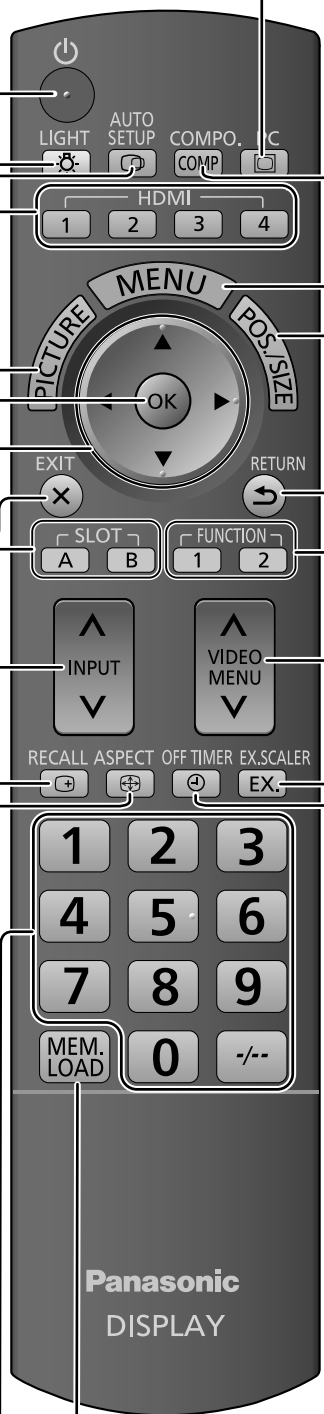 AUTO
LIGHT SETUP COMPO. PC
COMP
HDMI
1 2 3 4
MENU
PICTURE POS./SIZE
OK
EXIT RETURN
SLOT FUNCTION
A B 1 2
INPUT VIDEO
MENU
RECALL ASPECT OFF TIMER EX.SCALER
EX.
1 2 3
4 5 6
7 8 9
MEM.
LOAD 0 -/--
Panasonic
DISPLAY